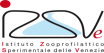 IZSVe
Istituto Zooprofilattico
Sperimentale delle Venezie